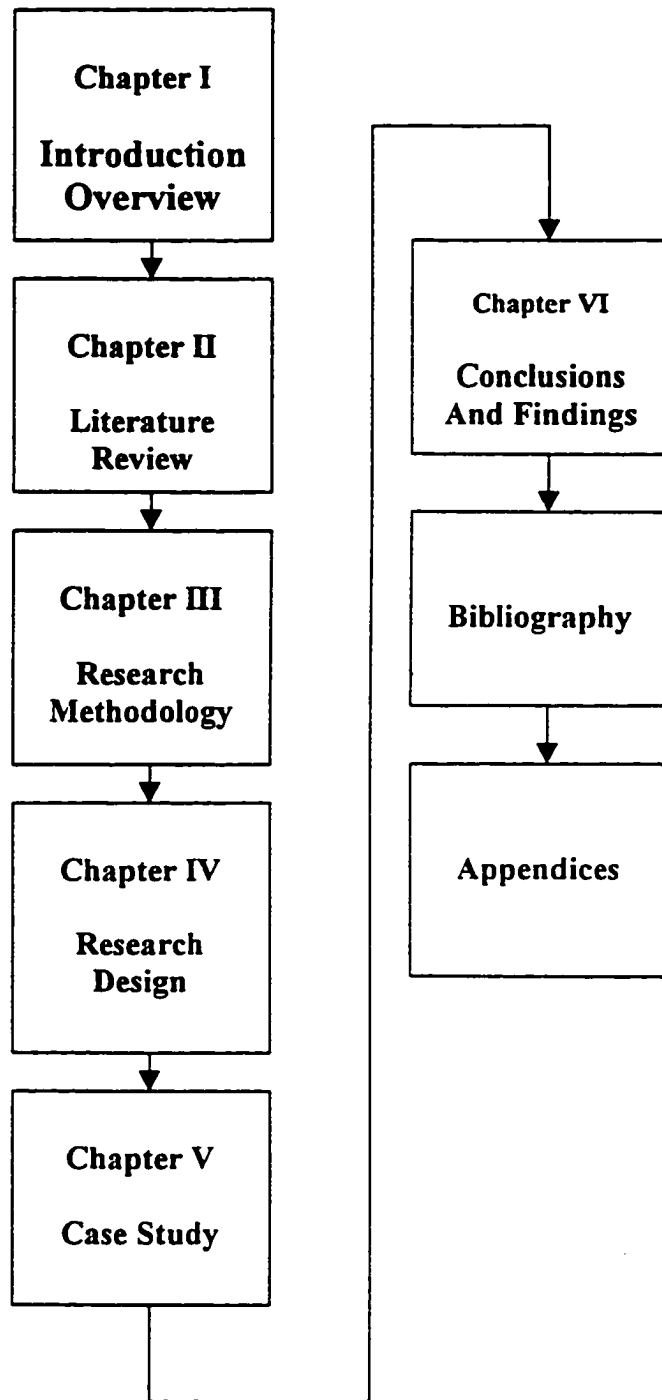 Chapter I
Introduction
Overview
Chapter II
Literature
Review
Chapter III
Research
Methodology
Chapter IV
Research
Design
Chapter V
Case Study
Chapter VI
Conclusions
And Findings
Bibliography
Appendices